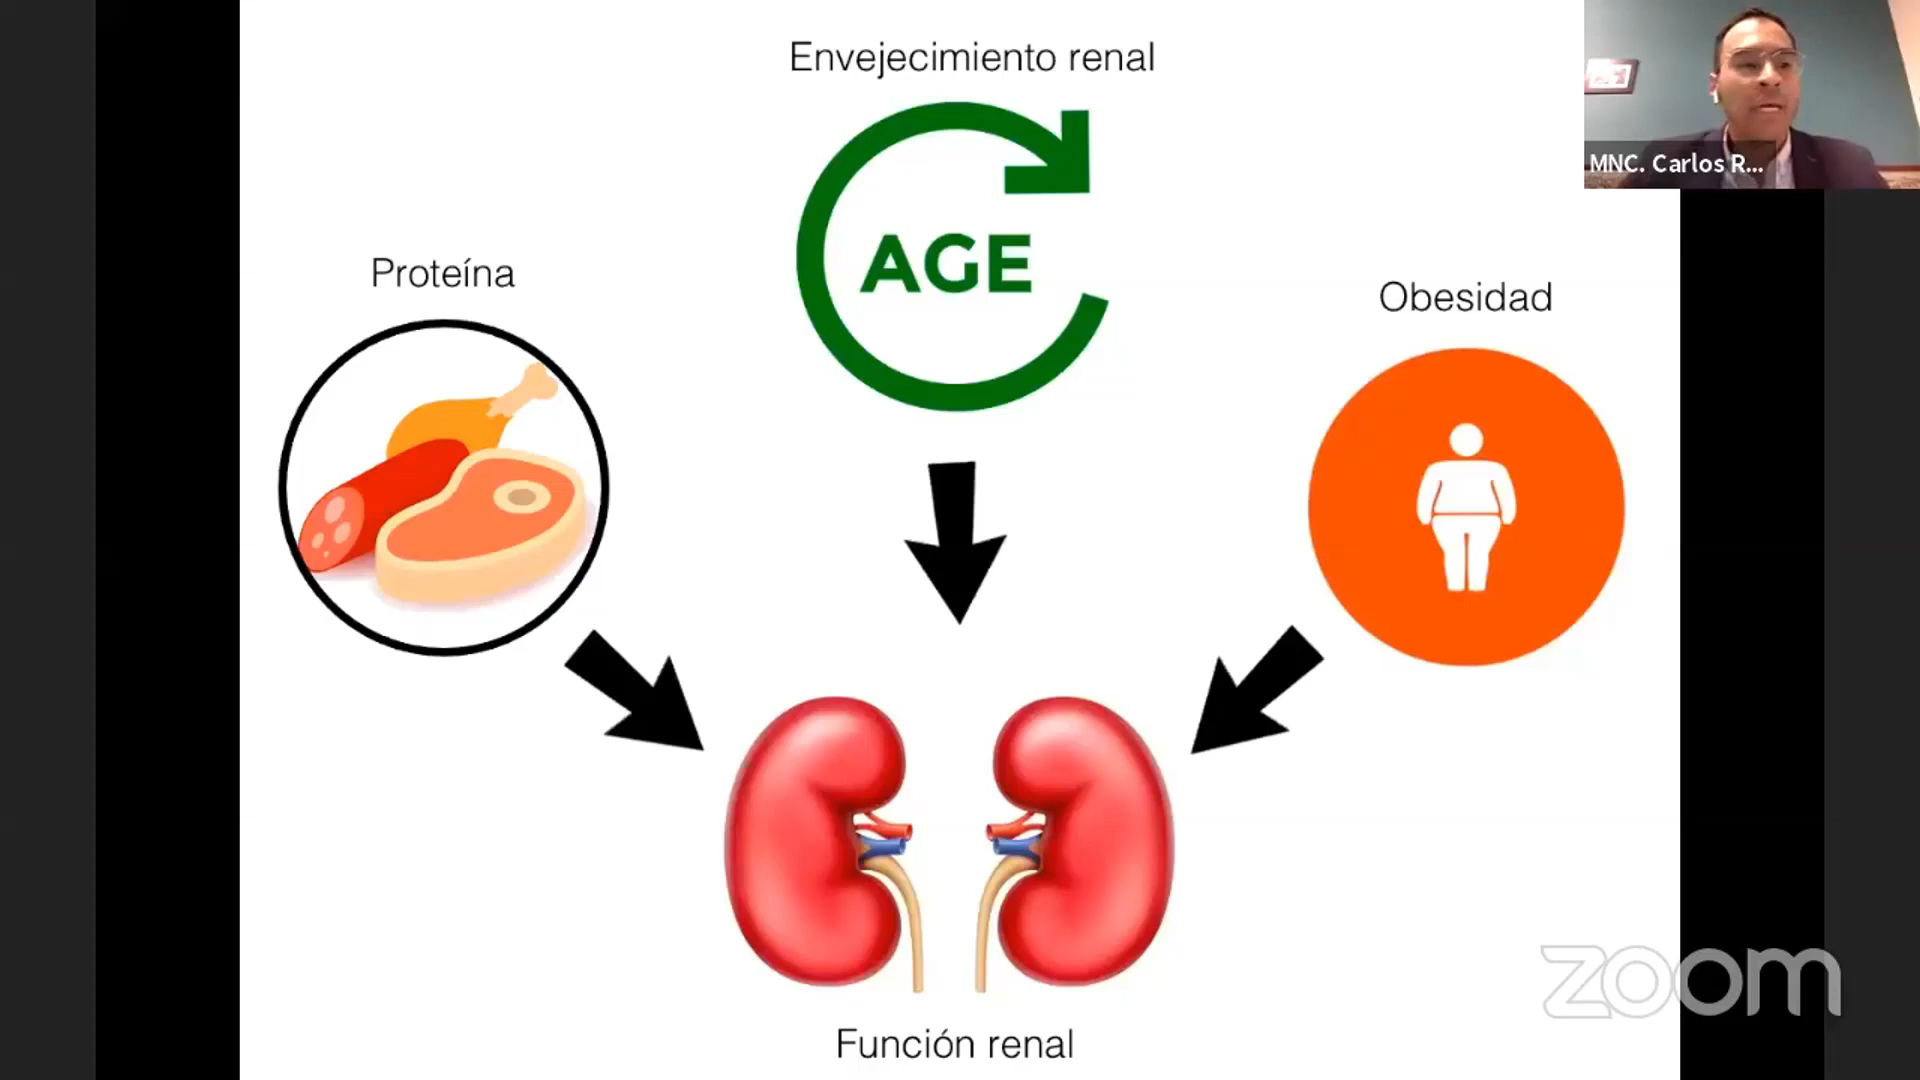 Envejecimiento renal
AGE
Proteína
Obesidad
Función renal
MNC. Carlos R...
zoom